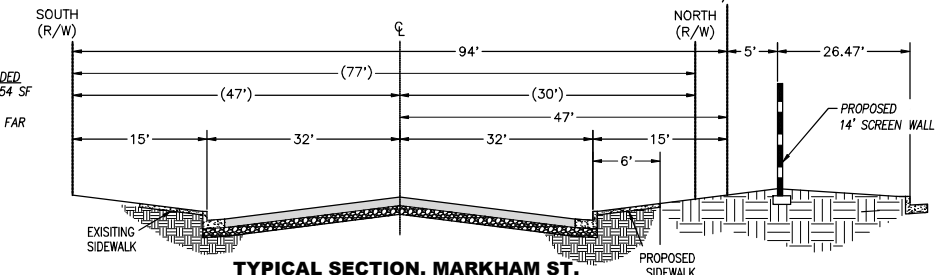 SOUTH
(R/W)
℄
NORTH
(R/W)
94'
5'
26.47'
(77')
DED
54 SF
(47')
(30')
FAR
47'
PROPOSED
14' SCREEN WALL
15'
32'
32'
15'
6'
EXISITING
SIDEWALK
PROPOSED
SIDEWALK
TYPICAL SECTION, MARKHAM ST.